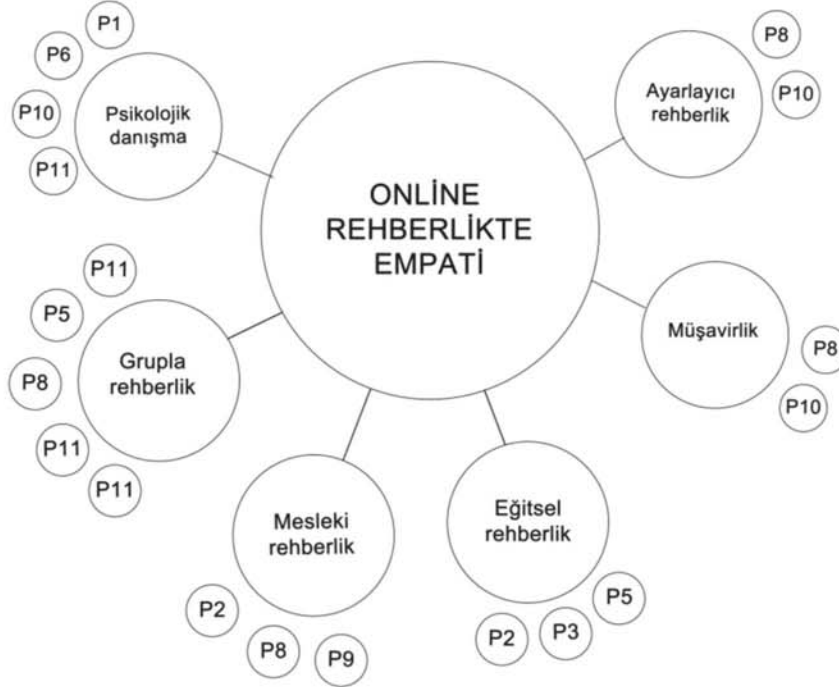 ONLİNE
REHBERLİKTE
EMPATİ
Psikolojik
danışma
P1
P6
P10
P11
Grupla
rehberlik
P11
P5
P8
P11
P11
Mesleki
rehberlik
P2
P8
P9
Eğitsel
rehberlik
P2
P3
P5
Müşavirlik
P8
P10
Ayarlayıcı
rehberlik
P8
P10